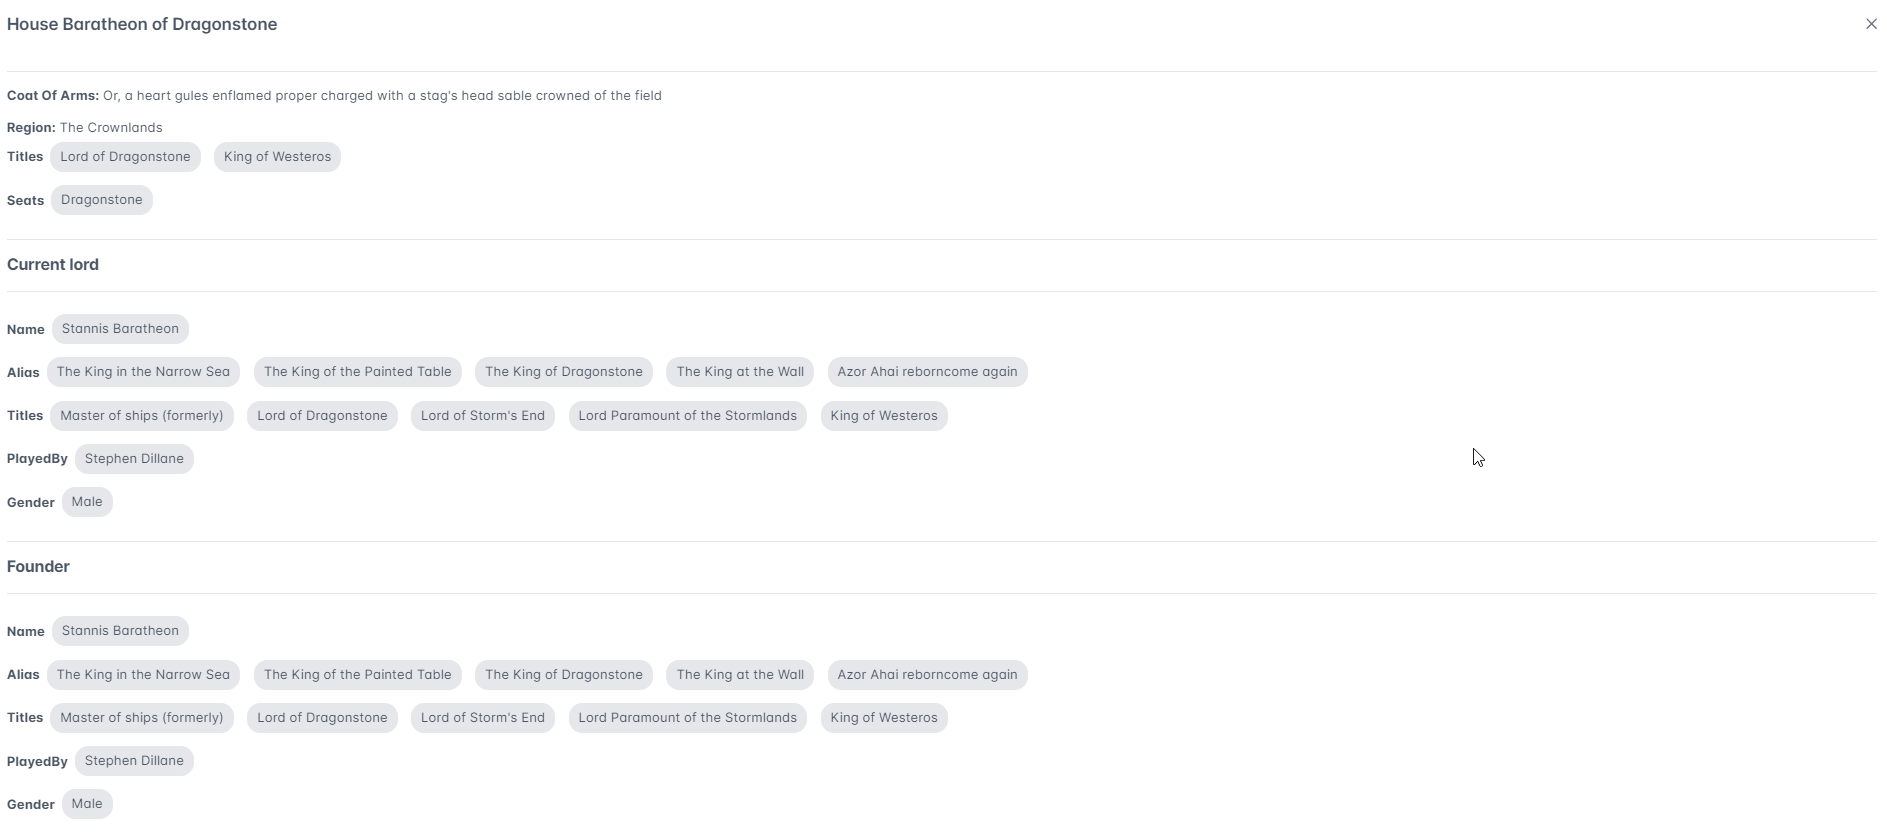 House Baratheon of Dragonstone
Coat Of Arms: Or, a heart gules enflamed proper charged with a stag's head sable crowned of the field
Region: The Crownlands
Titles Lord of Dragonstone King of Westeros
Seats Dragonstone
Current lord
Name Stannis Baratheon
Alias The King in the Narrow Sea The King of the Painted Table The King of Dragonstone The King at the Wall Azor Ahai reborncome again
Titles Master of ships (formerly) Lord of Dragonstone Lord of Storm's End Lord Paramount of the Stormlands King of Westeros
PlayedBy Stephen Dillane
Gender Male
Founder
Name Stannis Baratheon
Alias The King in the Narrow Sea The King of the Painted Table The King of Dragonstone The King at the Wall Azor Ahai reborncome again
Titles Master of ships (formerly) Lord of Dragonstone Lord of Storm's End Lord Paramount of the Stormlands King of Westeros
PlayedBy Stephen Dillane
Gender Male